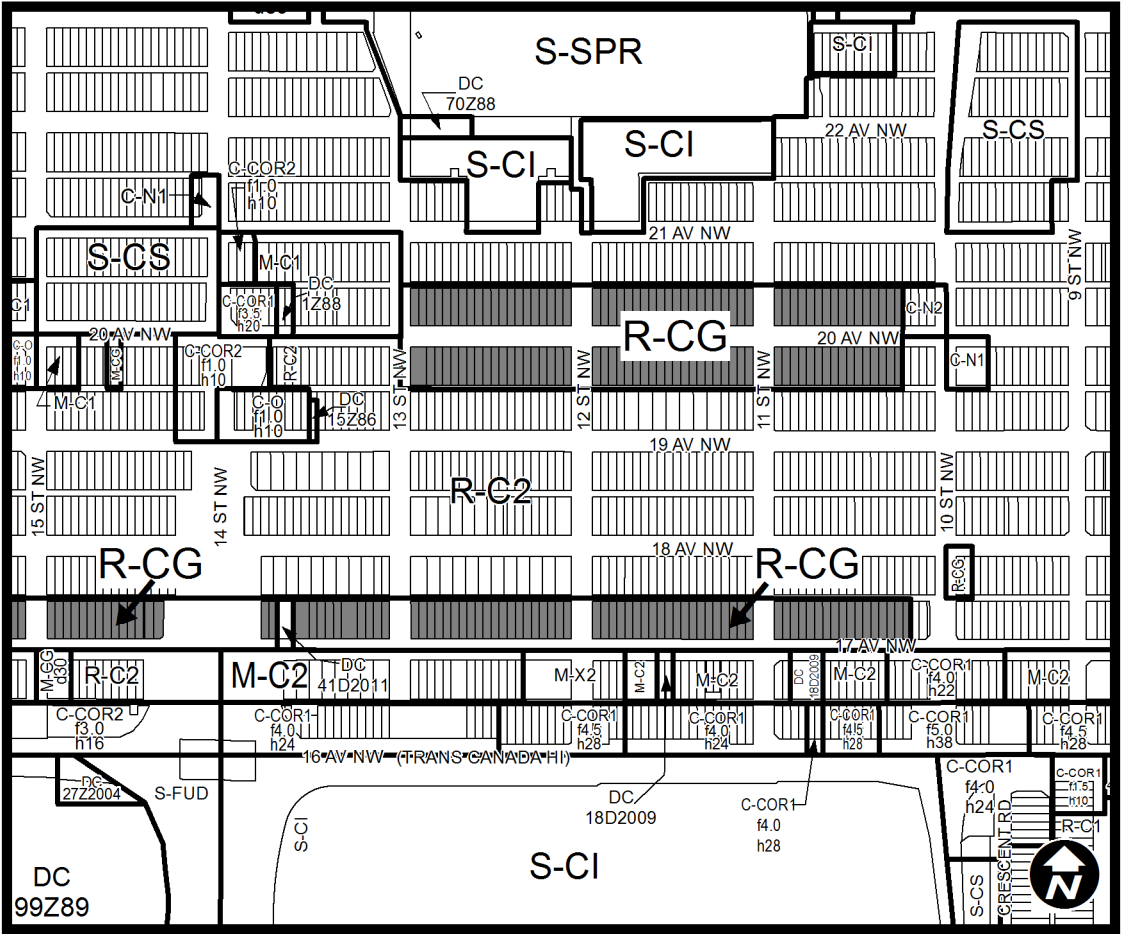 S-SPR
S-CI
DC
70Z88
S-CI
S-CI
22 AV NW
S-CS
C-COR2
f1.0
h10
C-N1
21 AV NW
S-CS
M-C1
9 ST NW
DC
1Z88
C1
C-COR1
f3.5
h20
C-N2
R-CG
20 AV NW
20 AV NW
C-O
f1.0
h10
M-CG
C-COR2
f1.0
h10
R-C2
C-N1
13 ST NW
12 ST NW
11 ST NW
M-C1
C-O
f1.0
h10
DC
15Z86
19 AV NW
15 ST NW
14 ST NW
R-C2
10 ST NW
18 AV NW
R-CG
R-CG
R-CG
17 AV NW
M-CG
d30
R-C2
M-C2
DC
41D2011
M-X2
M-C2
M-C2
DC
18D2009
M-C2
C-COR1
f4.0
h22
M-C2
C-COR2
f3.0
h16
C-COR1
f4.0
h24
C-COR1
f4.5
h28
C-COR1
f4.0
h24
C-COR1
f4.5
h28
C-COR1
f5.0
h38
C-COR1
f4.5
h28
16 AV NW (TRANS CANADA HI)
DC
27Z2004
S-FUD
S-CI
DC
18D2009
C-COR1
f4.0
h28
C-COR1
f4.0
h24
C-COR1
f1.5
h10
R-C1
CRESCENT RD
S-CS
S-CI
DC
99Z89
N